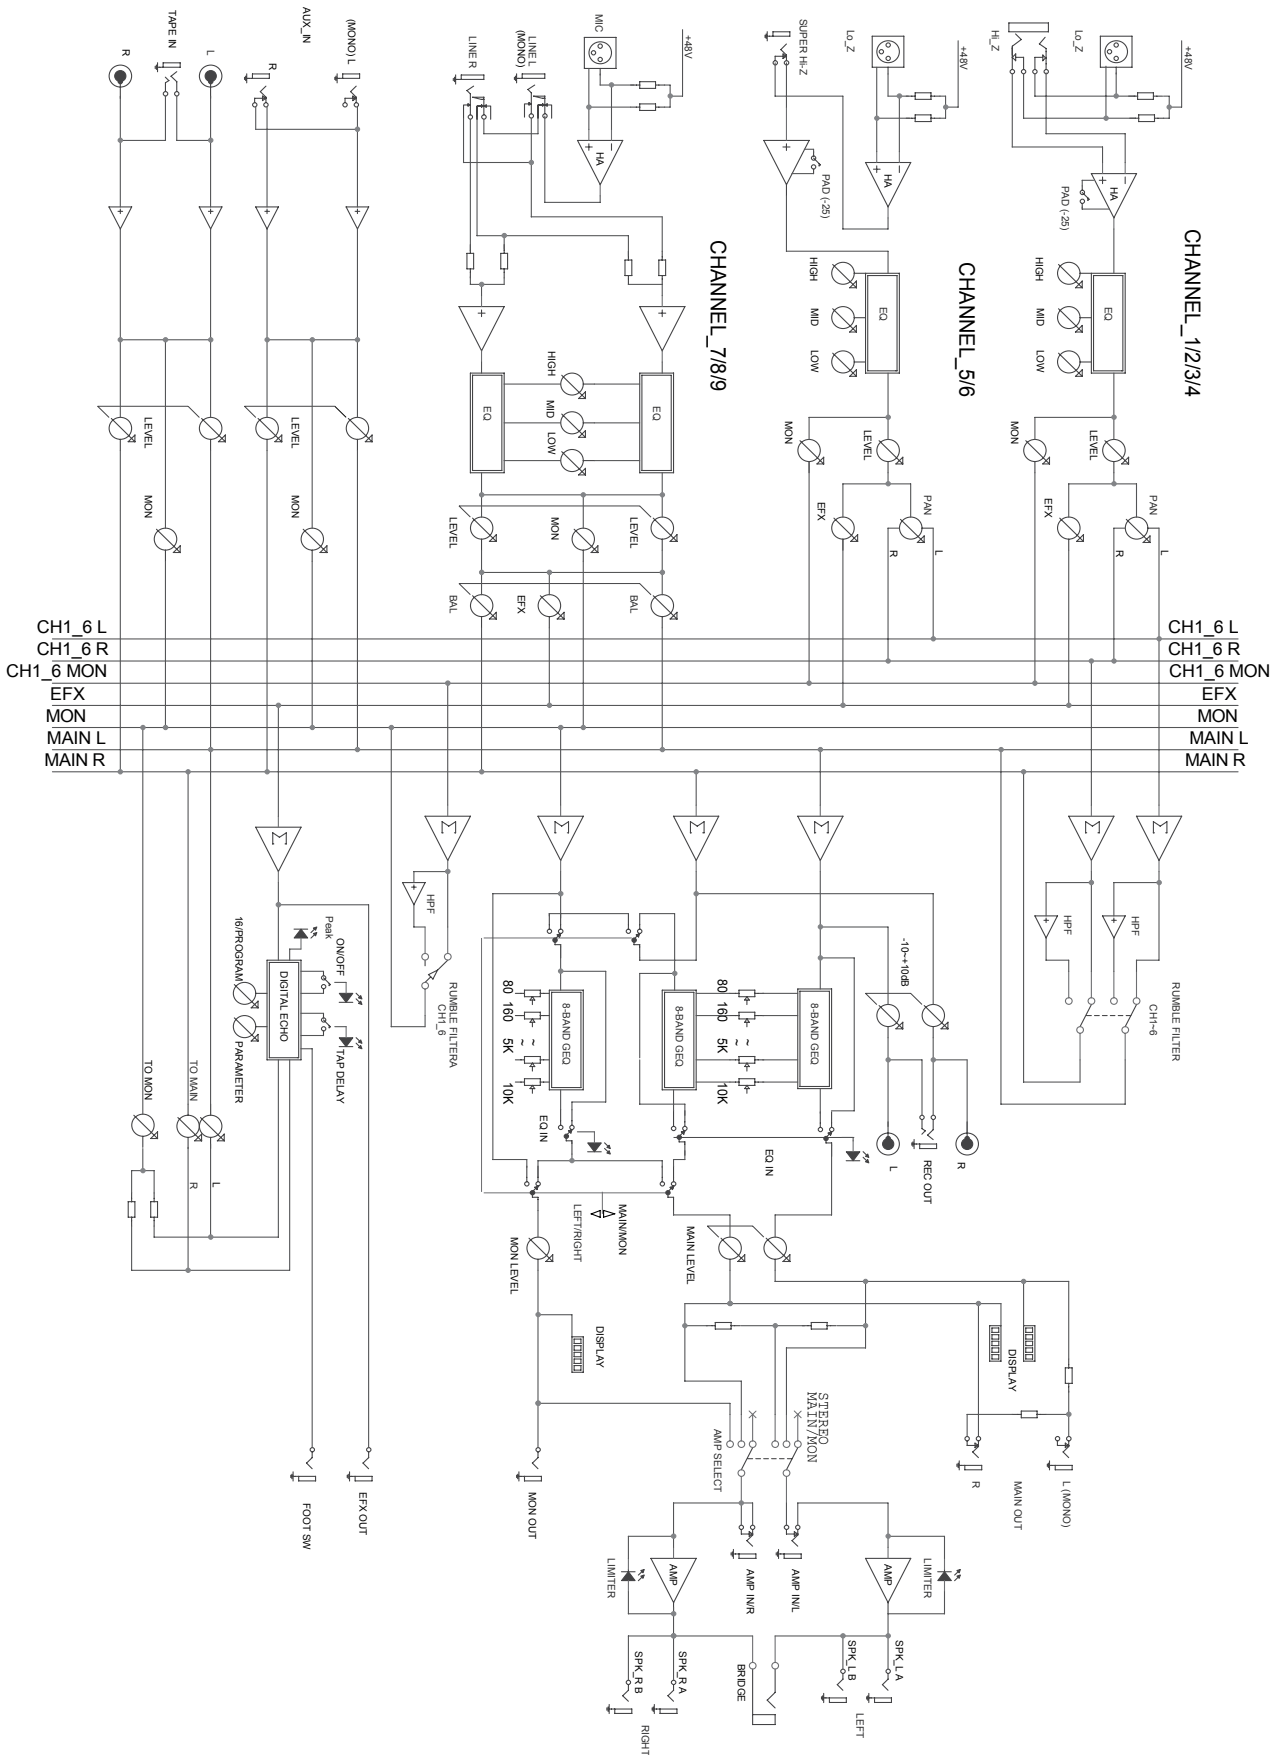 +48V
Lo_Z
Hi_Z
HA
PAD (-25)
CHANNEL_1/2/3/4
HIGH
MID
LOW
EQ
MON
LEVEL
EFX
PAN
R
L
+48V
Lo_Z
SUPER Hi-Z
HA
PAD (-25)
CHANNEL_5/6
HIGH
MID
LOW
EQ
MON
LEVEL
EFX
PAN
R
L
+48V
MIC
LINE L
(MONO)
LINE R
HA
CHANNEL_7/8/9
HIGH
MID
LOW
EQ
EQ
LEVEL
MON
LEVEL
BAL
EFX
BAL
AUX_IN
(MONO) L
R
LEVEL
MON
TAPE IN
L
R
LEVEL
MON
CH1_6 L
CH1_6 R
CH1_6 MON
EFX
MON
MAIN L
MAIN R
CH1_6 L
CH1_6 R
CH1_6 MON
EFX
MON
MAIN L
MAIN R
Σ
Σ
HPF
HPF
RUMBLE FILTER
CH1~6
Σ
Σ
Σ
-10~+10dB
80
160
~
~
5K
10K
8-BAND GEQ
8-BAND GEQ
EQ IN
L
REC OUT
R
80
160
~
~
5K
10K
8-BAND GEQ
EQ IN
MAIN/MON
LEFT/RIGHT
MAIN LEVEL
MON LEVEL
Σ
HPF
RUMBLE FILTERA
CH1_6
Σ
Peak
ON/OFF
16/PROGRAM
DIGITAL ECHO
PARAMETER
TAP DELAY
TO MAIN
TO MON
R
L
DISPLAY
DISPLAY
STEREO
MAIN/MON
AMP SELECT
L (MONO)
MAIN OUT
R
MON OUT
EFX OUT
FOOT SW
AMP IN/L
AMP IN/R
AMP
LIMITER
AMP
LIMITER
SPK_L A
SPK_L B
LEFT
BRIDGE
SPK_R A
SPK_R B
RIGHT